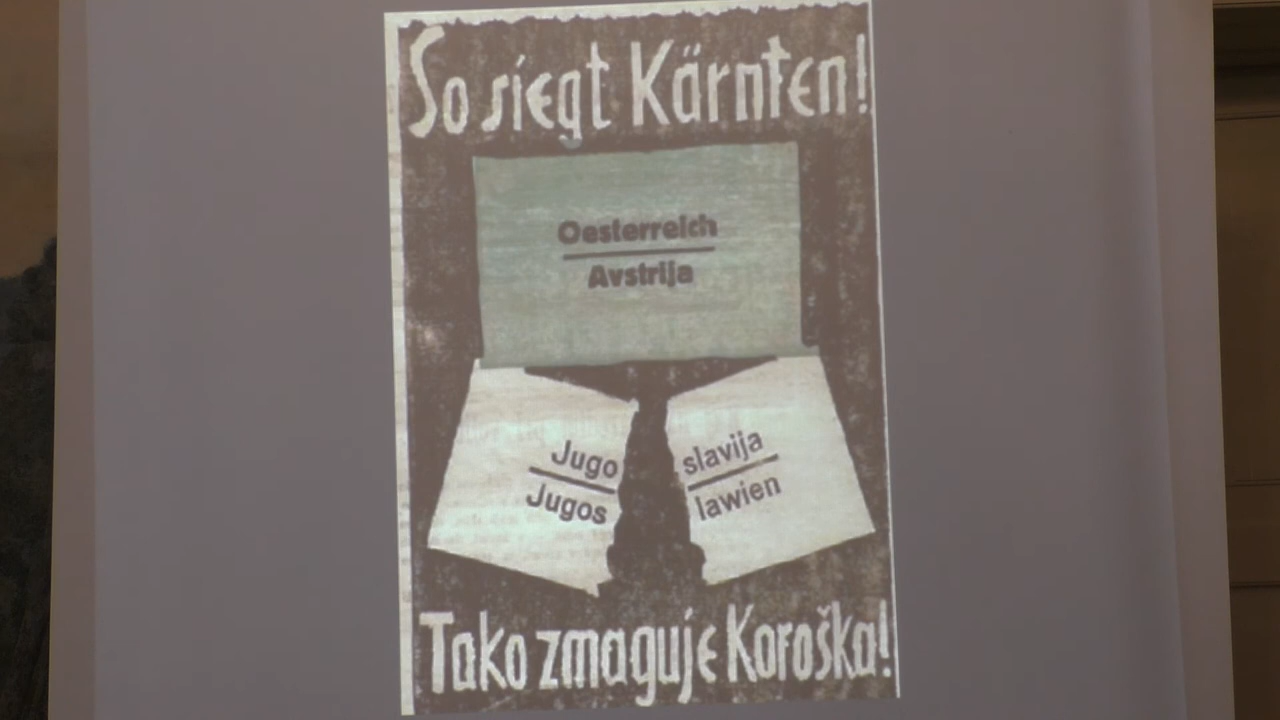 So siegt Kärnten!
Oesterreich
Avstrija
Jugo slavija
Jugos lawien
Tako zmaguje Koroška!